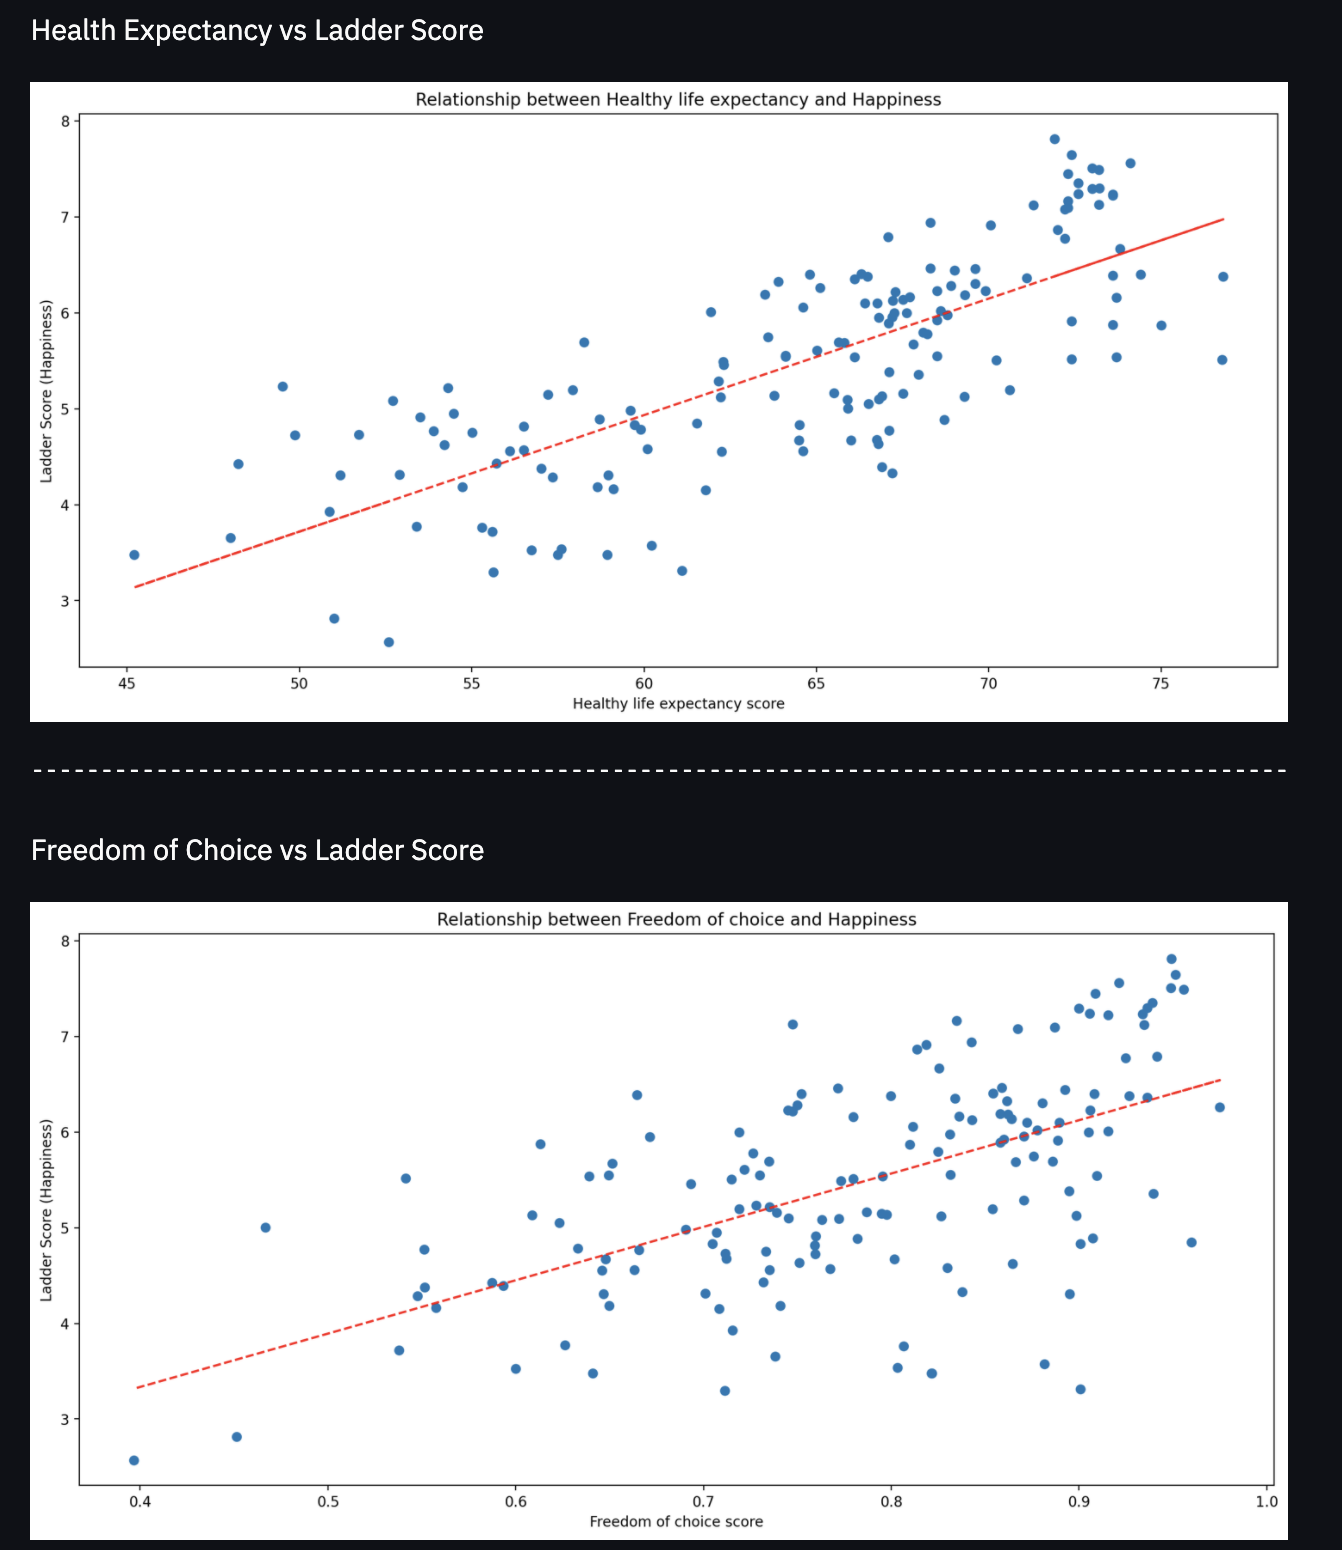 Health Expectancy vs Ladder Score
Relationship between Healthy life expectancy and Happiness
8
7
6
5
4
3
Ladder Score (Happiness)
45 50 55 60 65 70 75
Healthy life expectancy score
Freedom of Choice vs Ladder Score
Relationship between Freedom of choice and Happiness
8
7
6
5
4
3
Ladder Score (Happiness)
0.4 0.5 0.6 0.7 0.8 0.9 1.0
Freedom of choice score